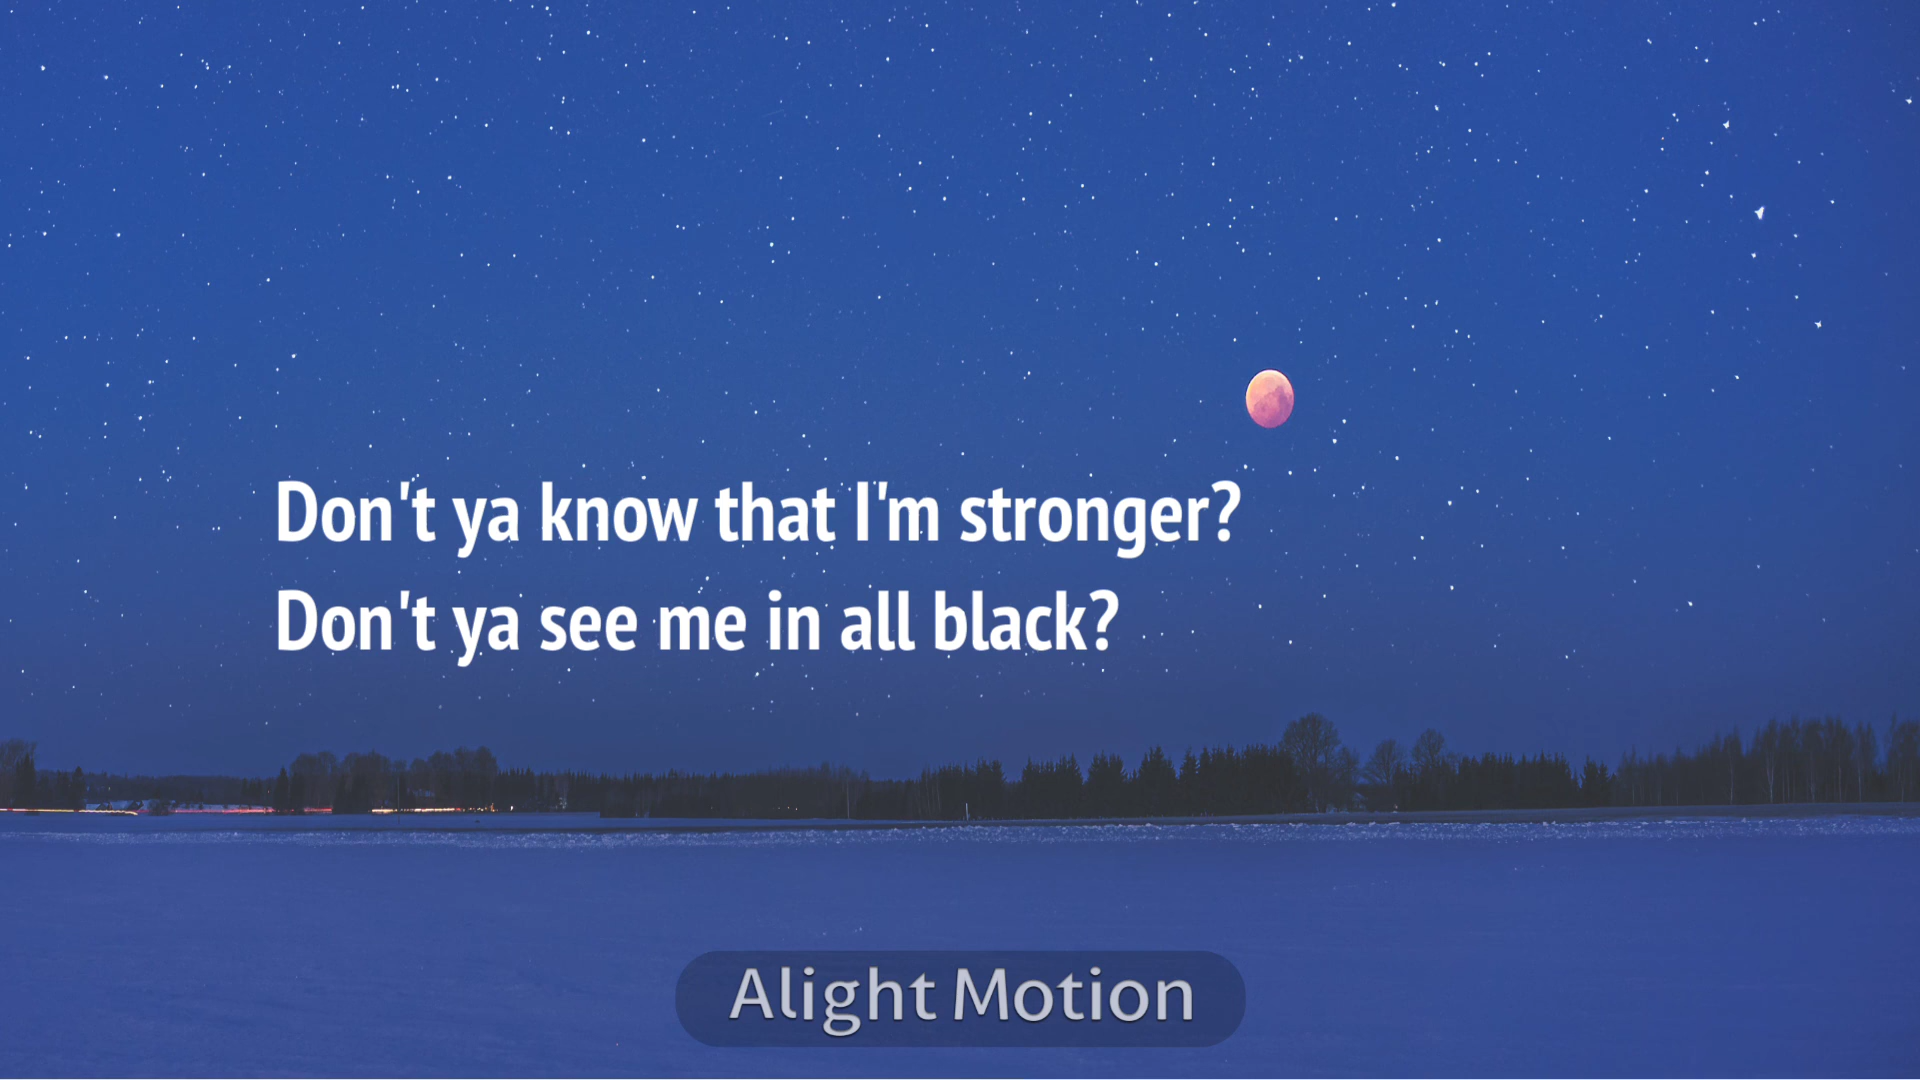 Don't ya know that I'm stronger?
Don't ya see me in all black?
Alight Motion